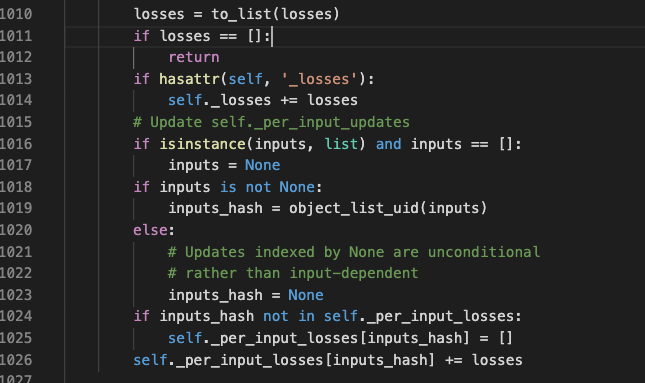 1010 losses = to_list(losses)
1011 if losses == []:
1012 return
1013 if hasattr(self, '_losses'):
1014 self._losses += losses
1015 # Update self._per_input_updates
1016 if isinstance(inputs, list) and inputs == []:
1017 inputs = None
1018 if inputs is not None:
1019 inputs_hash = object_list_uid(inputs)
1020 else:
1021 # Updates indexed by None are unconditional
1022 # rather than input-dependent
1023 inputs_hash = None
1024 if inputs_hash not in self._per_input_losses:
1025 self._per_input_losses[inputs_hash] = []
1026 self._per_input_losses[inputs_hash] += losses
1027